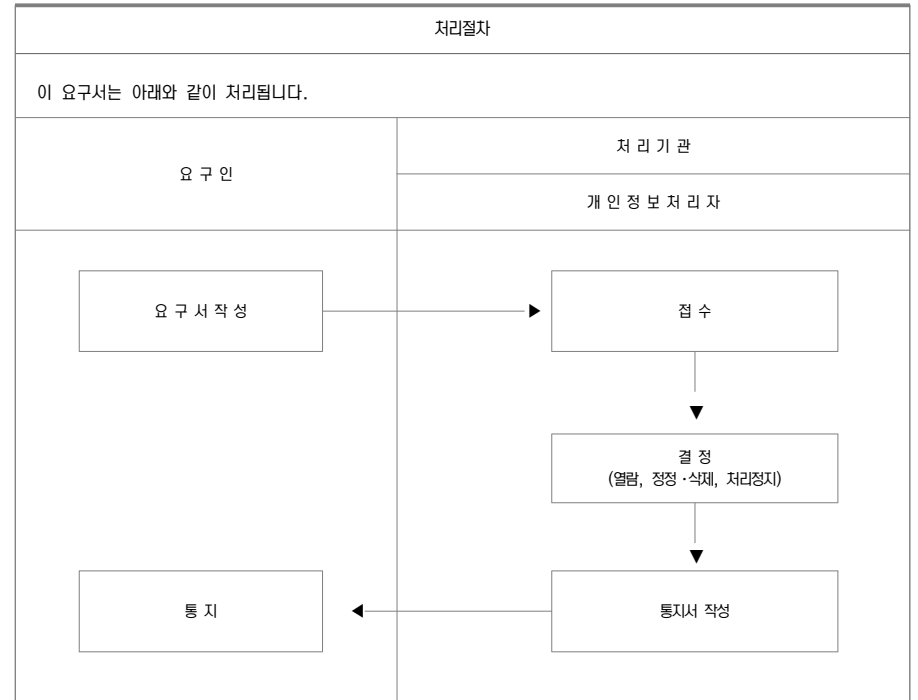 처리절차
이 요구서는 아래와 같이 처리됩니다.
요 구 인
처 리 기 관
개 인 정 보 처 리 자
요 구 서 작 성
접 수
결 정
(열람, 정정 ·삭제, 처리정지)
통 지
통지서 작성